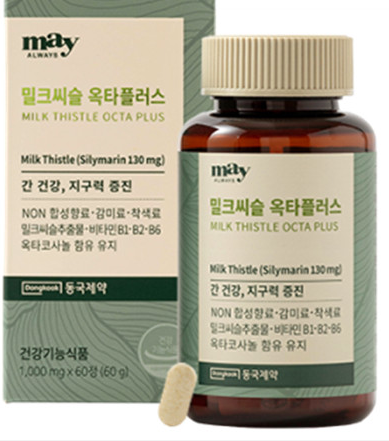 may
ALWAYS
밀크씨슬 옥타플러스
MILK THISTLE OCTA PLUS
Milk Thistle (Silymarin 130 mg)
간 건강, 지구력 증진
NON 합성향료·감미료·착색료
밀크씨슬추출물·비타민B1·B2·B6
옥타코사놀 함유 유지
Dongkook 동국제약
건강기능식품
1,000 mg x 60정 (60 g)
may
ALWAYS
밀크씨슬 옥타플러스
MILK THISTLE OCTA PLUS
Milk Thistle (Silymarin 130 mg)
간 건강, 지구력 증진
NON 합성향료·감미료·착색료
밀크씨슬추출물·비타민 B1·B2·B6
옥타코사놀 함유 유지
Dongkook 동국제약